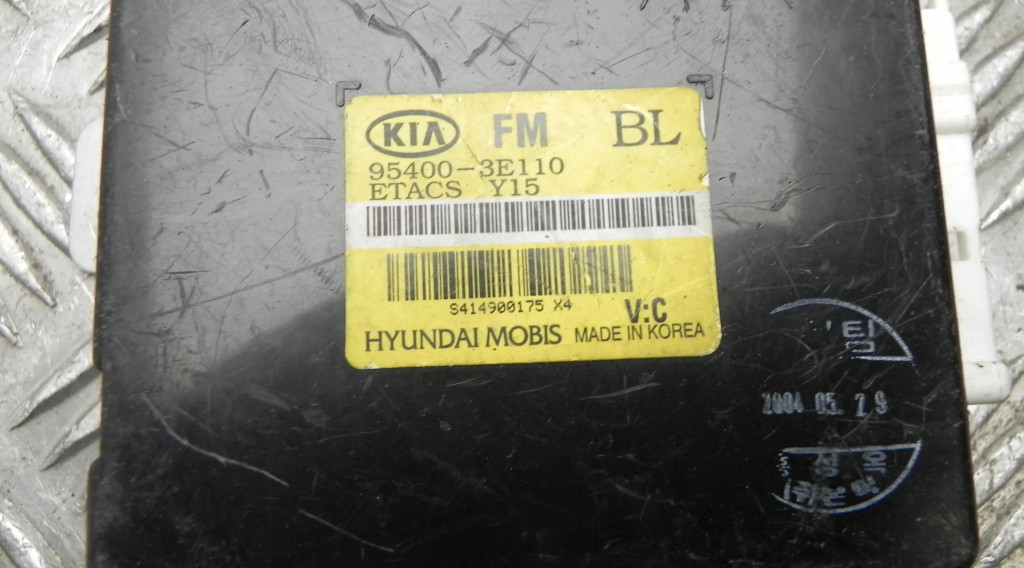 KIA FM BL
95400-3E110
ETACS Y15
S414900175 X4 V:C
HYUNDAI MOBIS MADE IN KOREA
2004 05. 29